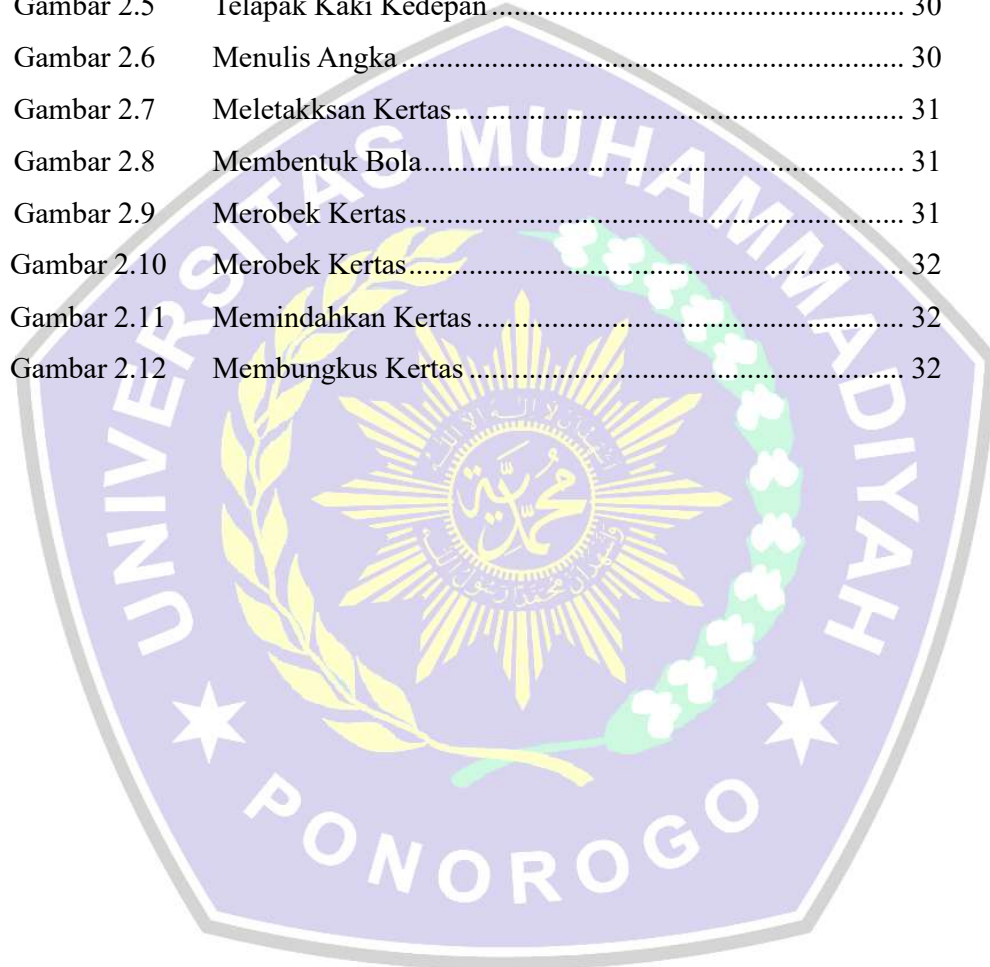 Gambar 2.5 Telapak Kaki Kedepan ........................................................ 30
Gambar 2.6 Menulis Angka ................................................................... 30
Gambar 2.7 Meletakksan Kertas ............................................................ 31
Gambar 2.8 Membentuk Bola ................................................................ 31
Gambar 2.9 Merobek Kertas .................................................................. 31
Gambar 2.10 Merobek Kertas .................................................................. 32
Gambar 2.11 Memindahkan Kertas ......................................................... 32
Gambar 2.12 Membungkus Kertas .......................................................... 32
UNIVERSITAS MUHAMMADIYAH
PONOROGO